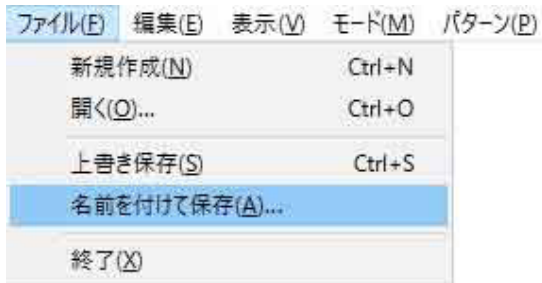 ファイル(F) 編集(E) 表示(V) モード(M) パターン(P)
新規作成(N) Ctrl+N
開く(O)... Ctrl+O
上書き保存(S) Ctrl+S
名前を付けて保存(A)...
終了(X)